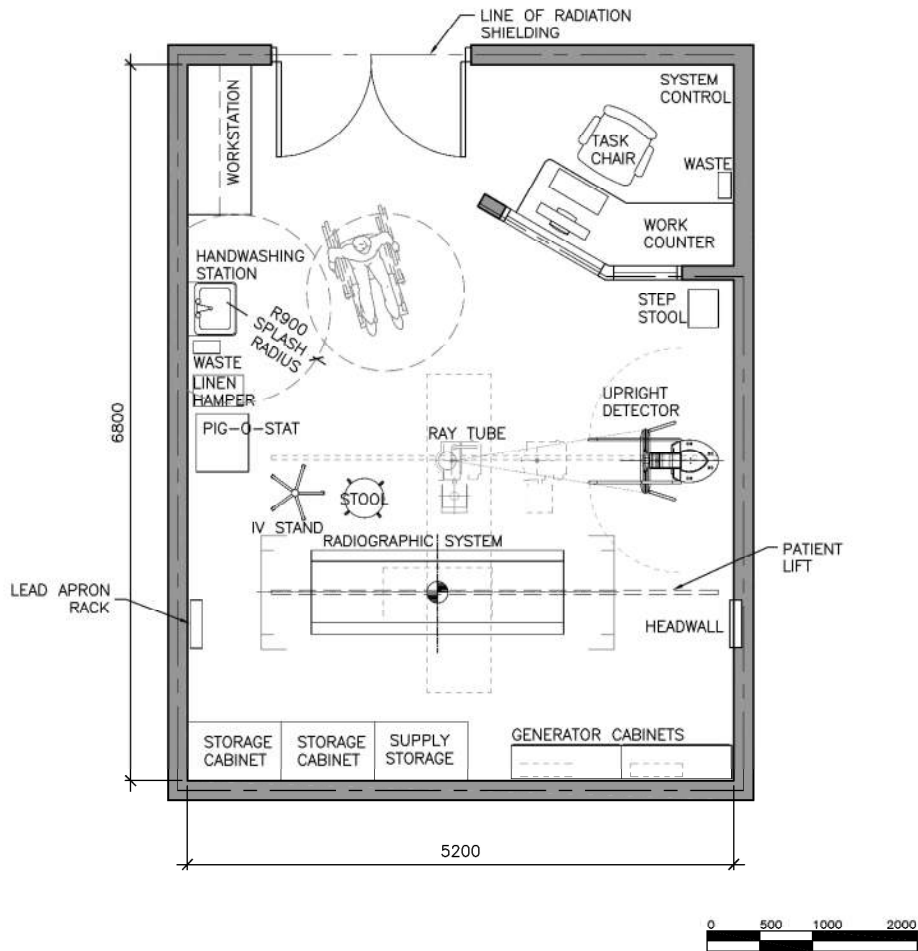 LINE OF RADIATION
SHIELDING
SYSTEM
CONTROL
WORKSTATION
TASK
CHAIR
WASTE
WORK
COUNTER
HANDWASHING
STATION
R900
SPLASH
RADIUS
STEP
STOOL
WASTE
LINEN
HAMPER
UPRIGHT
DETECTOR
6800
PIG-O-STAT
RAY TUBE
STOOL
IV STAND
RADIOGRAPHIC SYSTEM
PATIENT
LIFT
LEAD APRON
RACK
HEADWALL
STORAGE
CABINET
STORAGE
CABINET
SUPPLY
STORAGE
GENERATOR CABINETS
5200
0 500 1000 2000